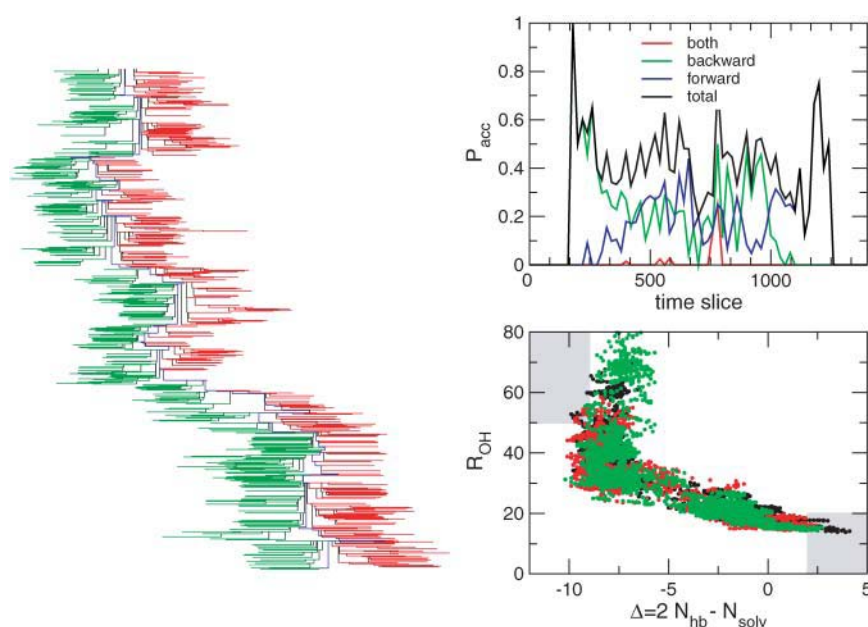 1
0.8
0.6
0.4
0.2
0
P_acc
both
backward
forward
total
0 500 1000
time slice
80
60
40
20
0
R_OH
-10 -5 0 5
Δ=2 N_hb - N_solv